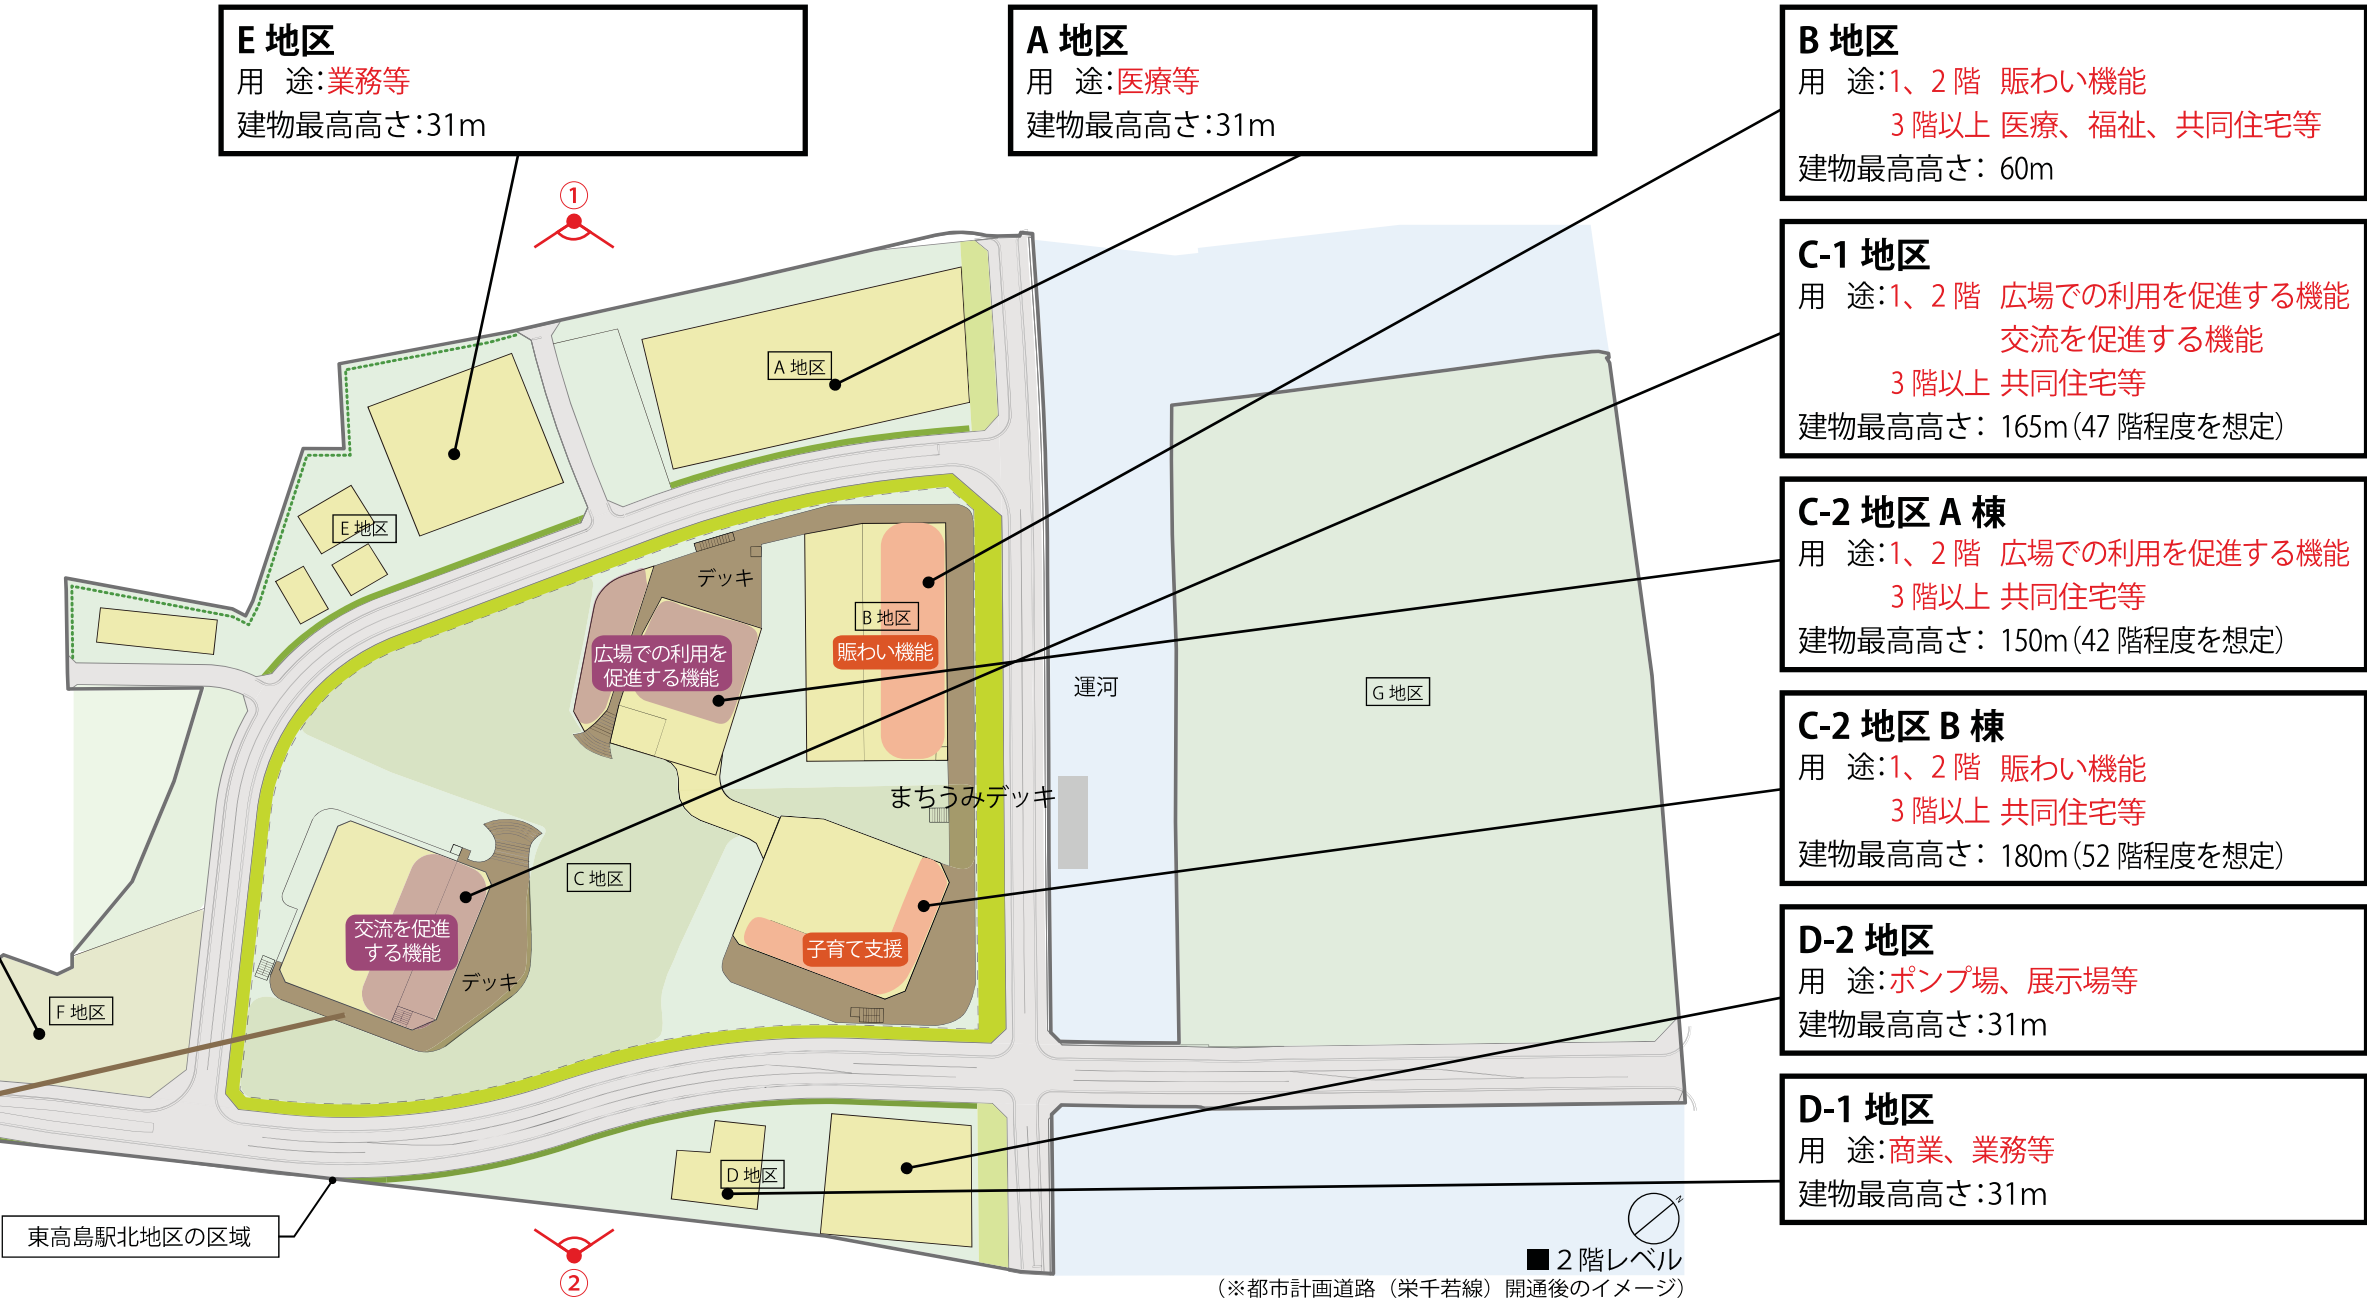 E 地区
用　途：業務等
建物最高高さ：31m
A 地区
用　途：医療等
建物最高高さ：31m
B 地区
用　途：1、2 階　賑わい機能
3 階以上 医療、福祉、共同住宅等
建物最高高さ： 60m
C-1 地区
用　途：1、2 階　広場での利用を促進する機能
交流を促進する機能
3 階以上 共同住宅等
建物最高高さ： 165m（47 階程度を想定）
C-2 地区 A 棟
用　途：1、2 階　広場での利用を促進する機能
3 階以上 共同住宅等
建物最高高さ： 150m（42 階程度を想定）
C-2 地区 B 棟
用　途：1、2 階　賑わい機能
3 階以上 共同住宅等
建物最高高さ： 180m（52 階程度を想定）
D-2 地区
用　途：ポンプ場、展示場等
建物最高高さ：31m
D-1 地区
用　途：商業、業務等
建物最高高さ：31m
①
A 地区
E 地区
デッキ
B 地区
賑わい機能
広場での利用を
促進する機能
運河
G 地区
まちうみデッキ
C 地区
交流を促進
する機能
子育て支援
デッキ
F 地区
D 地区
東高島駅北地区の区域
②
N
■２階レベル
（※都市計画道路（栄千若線）開通後のイメージ）